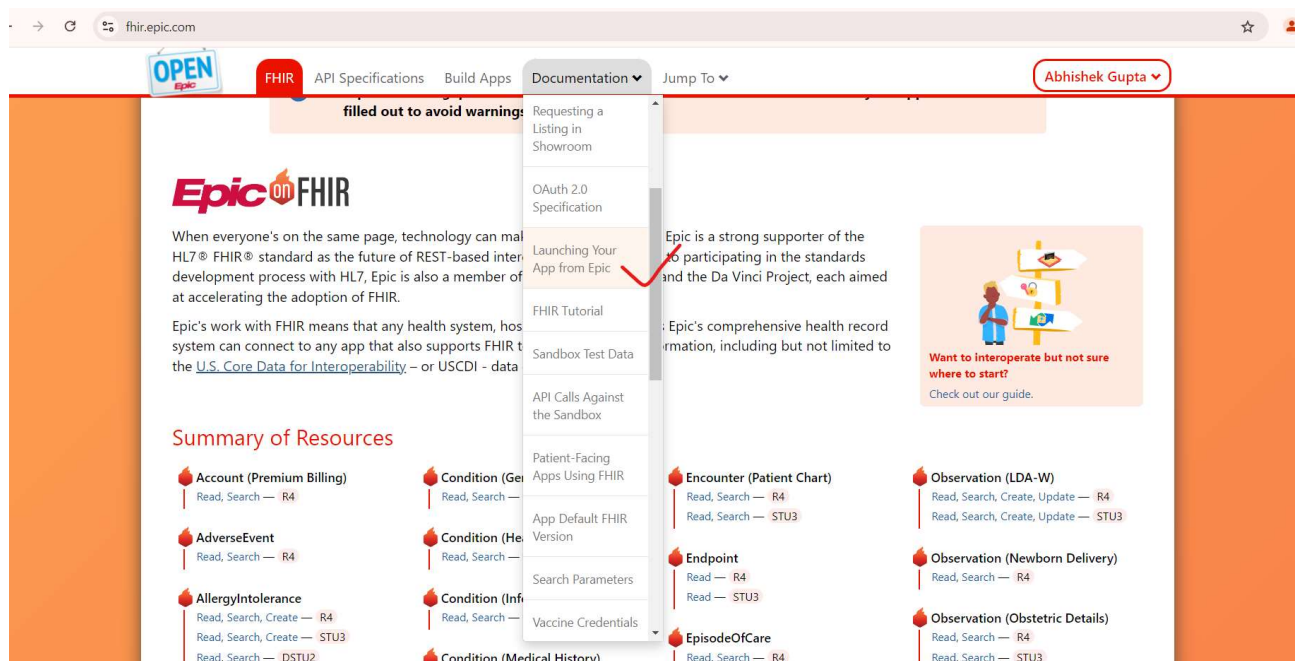 fhir.epic.com
OPEN
Epic
FHIR
API Specifications
Build Apps
Documentation
Jump To
Abhishek Gupta
filled out to avoid warnings
Requesting a
Listing in
Showroom
OAuth 2.0
Specification
Launching Your
App from Epic
FHIR Tutorial
Sandbox Test Data
API Calls Against
the Sandbox
Patient-Facing
Apps Using FHIR
App Default FHIR
Version
Search Parameters
Vaccine Credentials
Epic on FHIR
When everyone's on the same page, technology can Epic is a strong supporter of the
HL7® FHIR® standard as the future of REST-based to participating in the standards
development process with HL7, Epic is also a member of and the Da Vinci Project, each aimed
at accelerating the adoption of FHIR.
Epic's work with FHIR means that any health system, Epic's comprehensive health record
system can connect to any app that also supports FHIR including but not limited to
the U.S. Core Data for Interoperability – or USCDI - data
Want to interoperate but not sure
where to start?
Check out our guide.
Summary of Resources
Account (Premium Billing)
Read, Search — R4
AdverseEvent
Read, Search — R4
AllergyIntolerance
Read, Search, Create — R4
Read, Search, Create — STU3
Read, Search — DSTU2
Condition
Read, Search —
Condition
Read, Search —
Condition
Read, Search —
Condition (Medical History)
Encounter (Patient Chart)
Read, Search — R4
Read, Search — STU3
Endpoint
Read — R4
Read — STU3
EpisodeOfCare
Read, Search — R4
Observation (LDA-W)
Read, Search, Create, Update — R4
Read, Search, Create, Update — STU3
Observation (Newborn Delivery)
Read, Search — R4
Observation (Obstetric Details)
Read, Search — R4
Read, Search — STU3